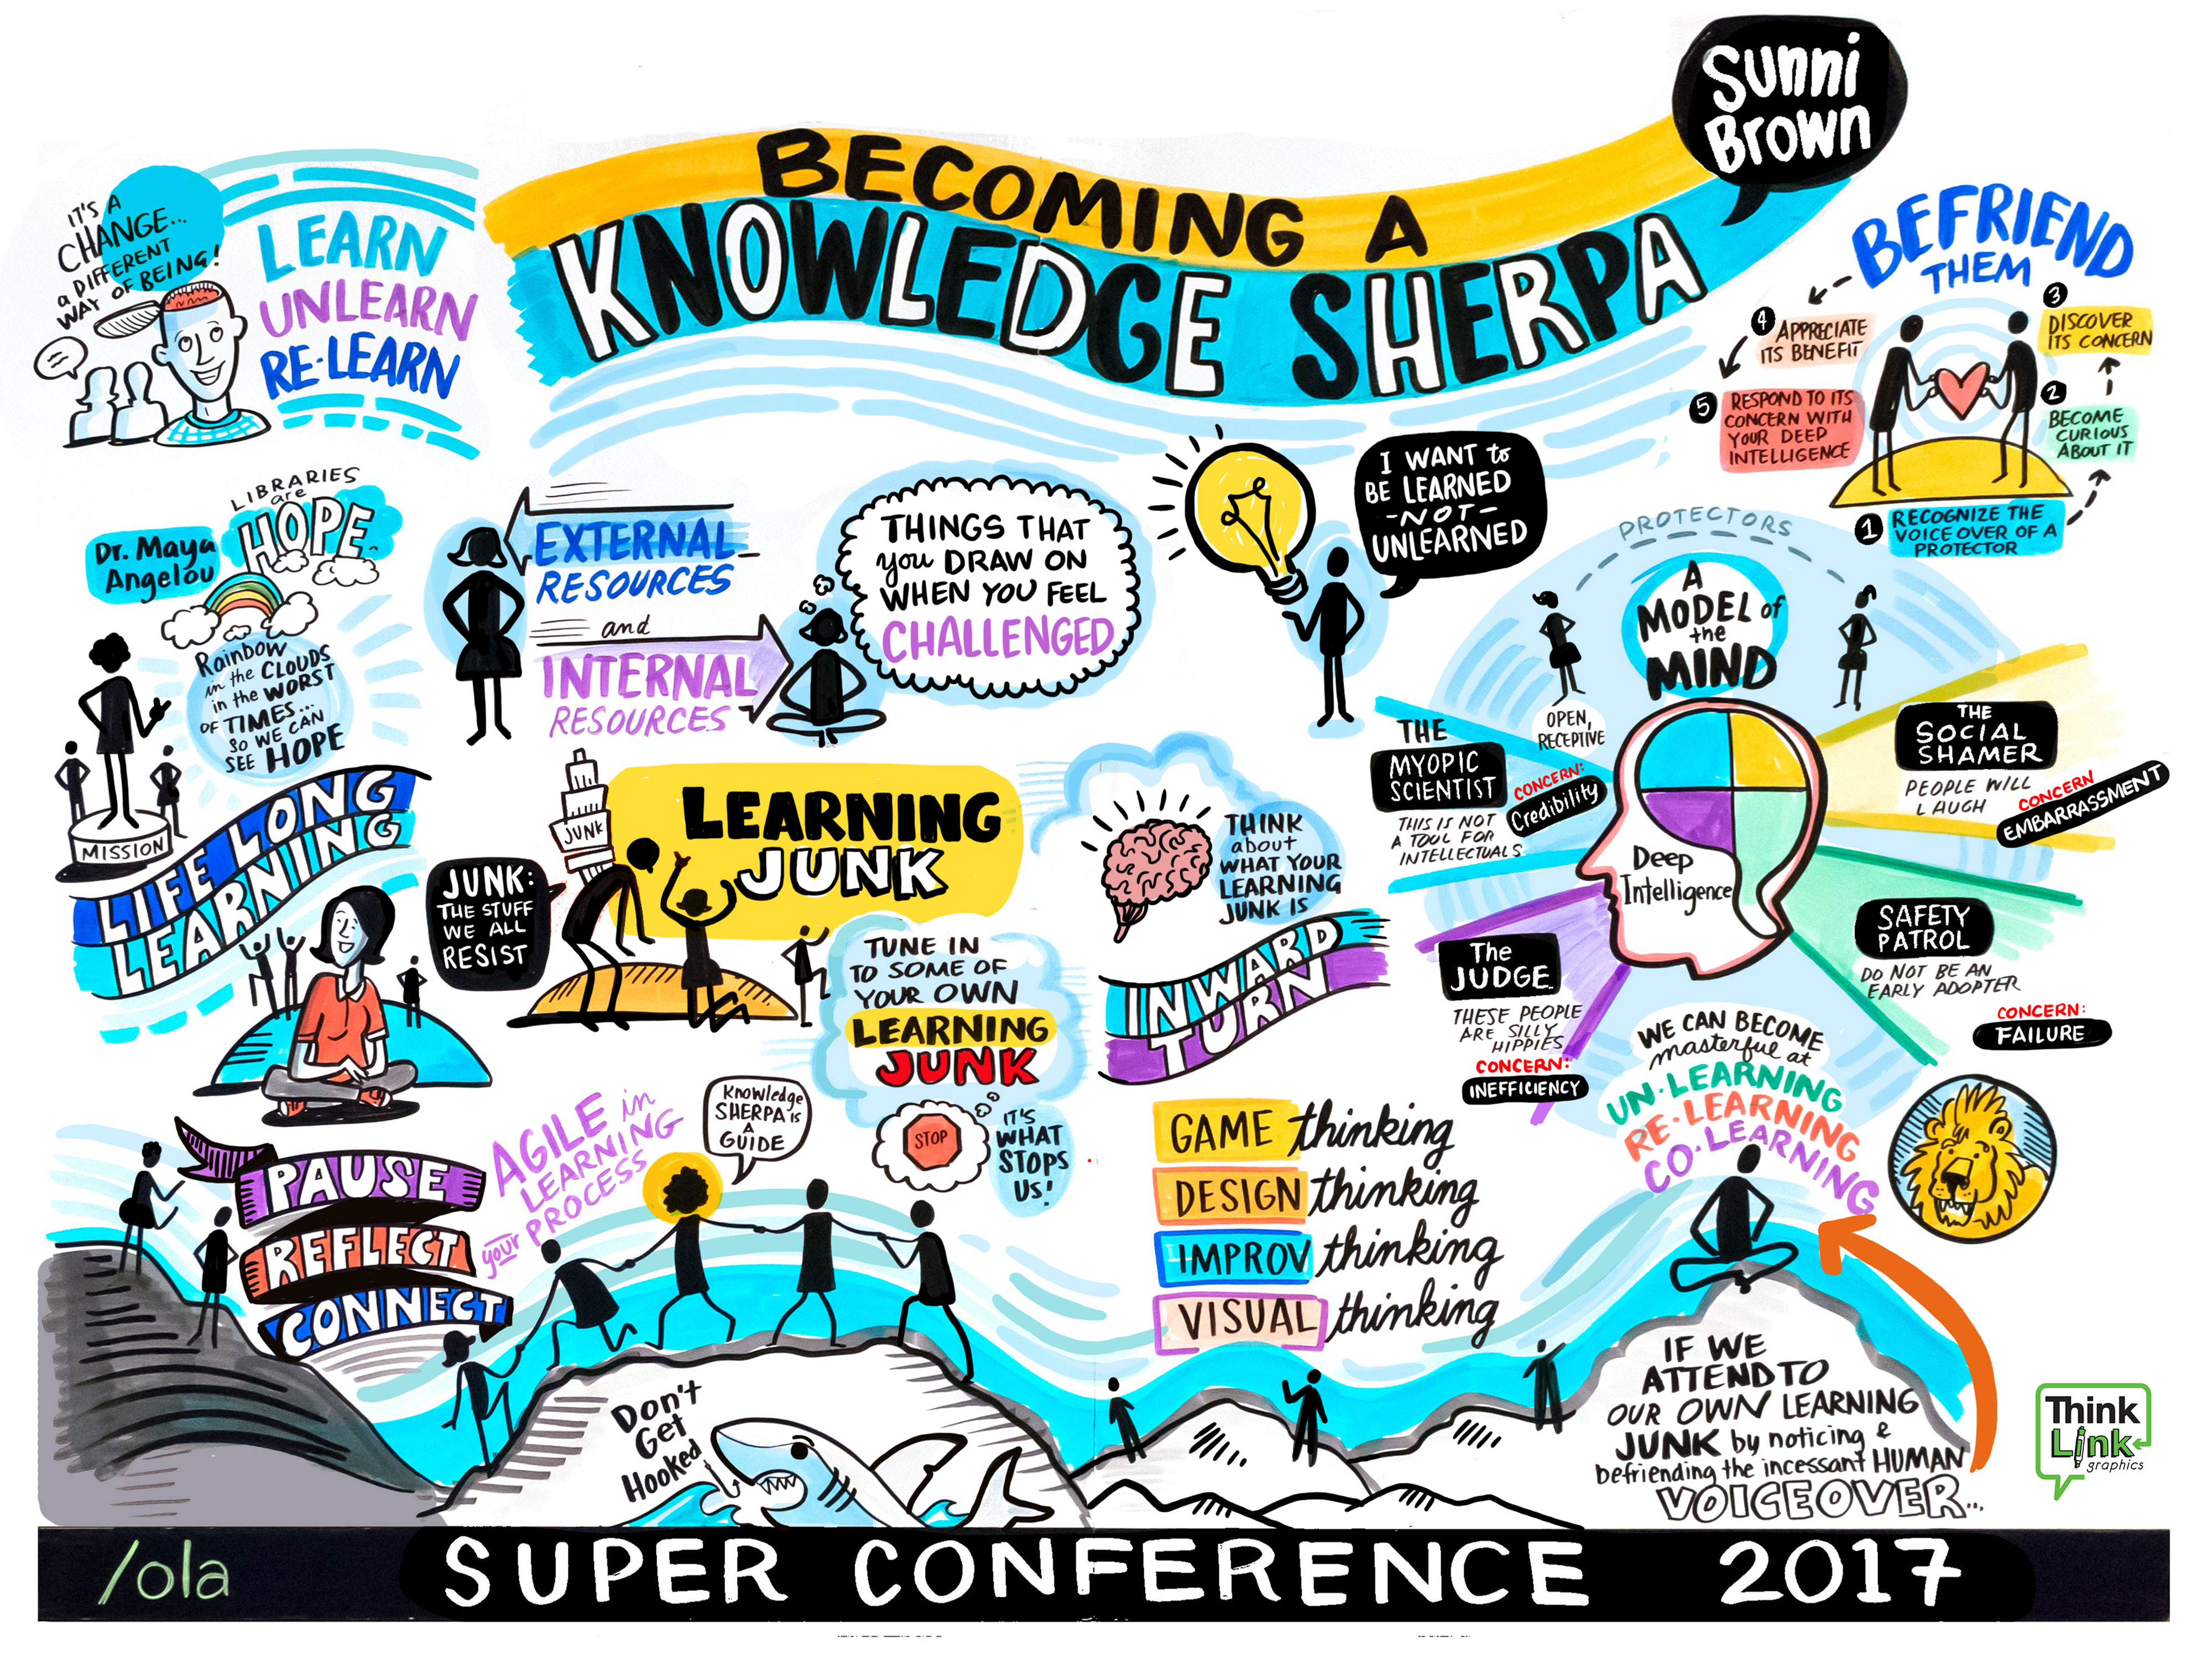 Sunni
Brown
BECOMING A
KNOWLEDGE SHERPA
IT'S A
CHANGE...
a DIFFERENT
WAY OF BEING!
LEARN
UNLEARN
RE-LEARN
LIBRARIES
are
HOPE
Dr. Maya
Angelou
Rainbow
in the CLOUDS
in the WORST
OF TIMES...
SO WE CAN
SEE HOPE
MISSION
LIFE LONG
LEARNING
EXTERNAL
RESOURCES
and
INTERNAL
RESOURCES
THINGS THAT
you DRAW ON
WHEN YOU FEEL
CHALLENGED
I WANT to
BE LEARNED
-NOT-
UNLEARNED
BEFRIEND
THEM
1 RECOGNIZE THE
VOICE OVER OF A
PROTECTOR
2
BECOME
CURIOUS
ABOUT IT
3
DISCOVER
ITS CONCERN
4 APPRECIATE
ITS BENEFIT
5 RESPOND TO ITS
CONCERN WITH
YOUR DEEP
INTELLIGENCE
PROTECTORS
A
MODEL of
the
MIND
OPEN,
RECEPTIVE
THE
MYOPIC
SCIENTIST
CONCERN:
Credibility
THIS IS NOT
A TOOL FOR
INTELLECTUALS
THE
SOCIAL
SHAMER
PEOPLE WILL
LAUGH
CONCERN
EMBARRASSMENT
Deep
Intelligence
The
JUDGE
THESE PEOPLE
ARE SILLY
HIPPIES
CONCERN:
INEFFICIENCY
SAFETY
PATROL
DO NOT BE AN
EARLY ADOPTER
CONCERN:
FAILURE
LEARNING
JUNK
JUNK
JUNK:
THE STUFF
WE ALL
RESIST
TUNE IN
TO SOME OF
YOUR OWN
LEARNING
JUNK
STOP
IT'S
WHAT
STOPS
US!
THINK
about
WHAT YOUR
LEARNING
JUNK IS
INWARD
TURN
GAME thinking
DESIGN thinking
IMPROV thinking
VISUAL thinking
WE CAN BECOME
masterful at
UN-LEARNING
RE-LEARNING
CO-LEARNING
PAUSE
REFLECT
CONNECT
AGILE in
LEARNING
your PROCESS
Knowledge
SHERPA is
A
GUIDE
Don't
Get
Hooked
IF WE
ATTEND TO
OUR OWN LEARNING
JUNK by noticing &
befriending the incessant HUMAN
VOICEOVER...
Think
Link
graphics
/ola
SUPER CONFERENCE 2017